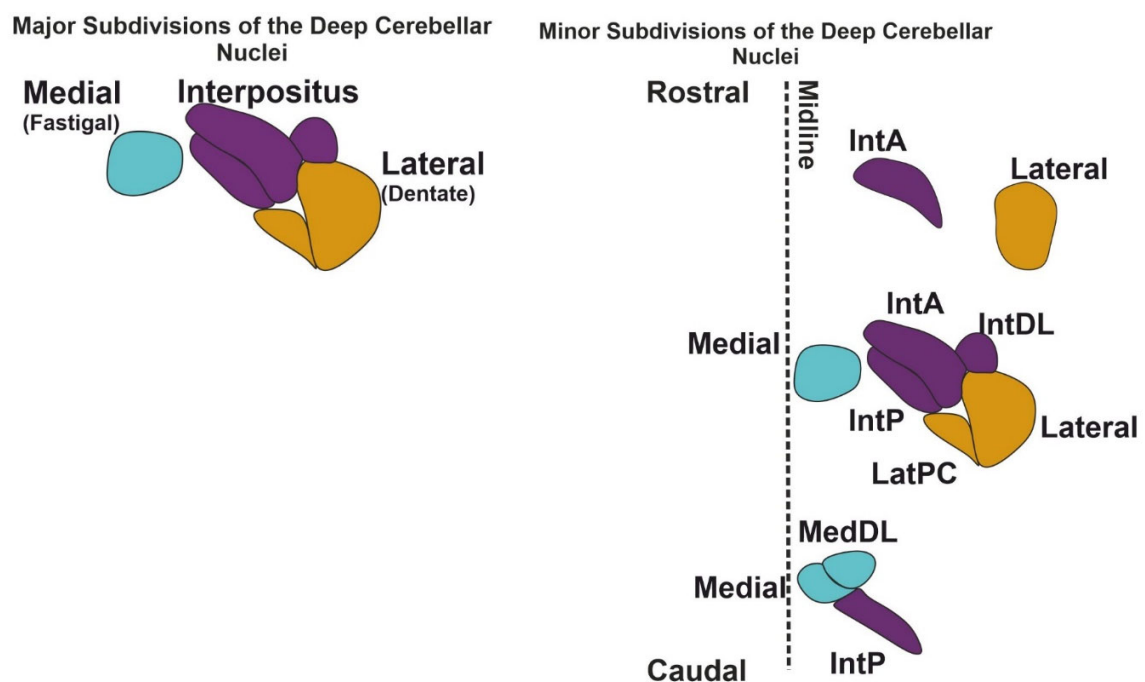 Major Subdivisions of the Deep Cerebellar
Nuclei
Medial
(Fastigal)
Interpositus
Lateral
(Dentate)
Minor Subdivisions of the Deep Cerebellar
Nuclei
Rostral
Midline
IntA
Lateral
IntA
IntDL
Medial
IntP
Lateral
LatPC
MedDL
Medial
IntP
Caudal